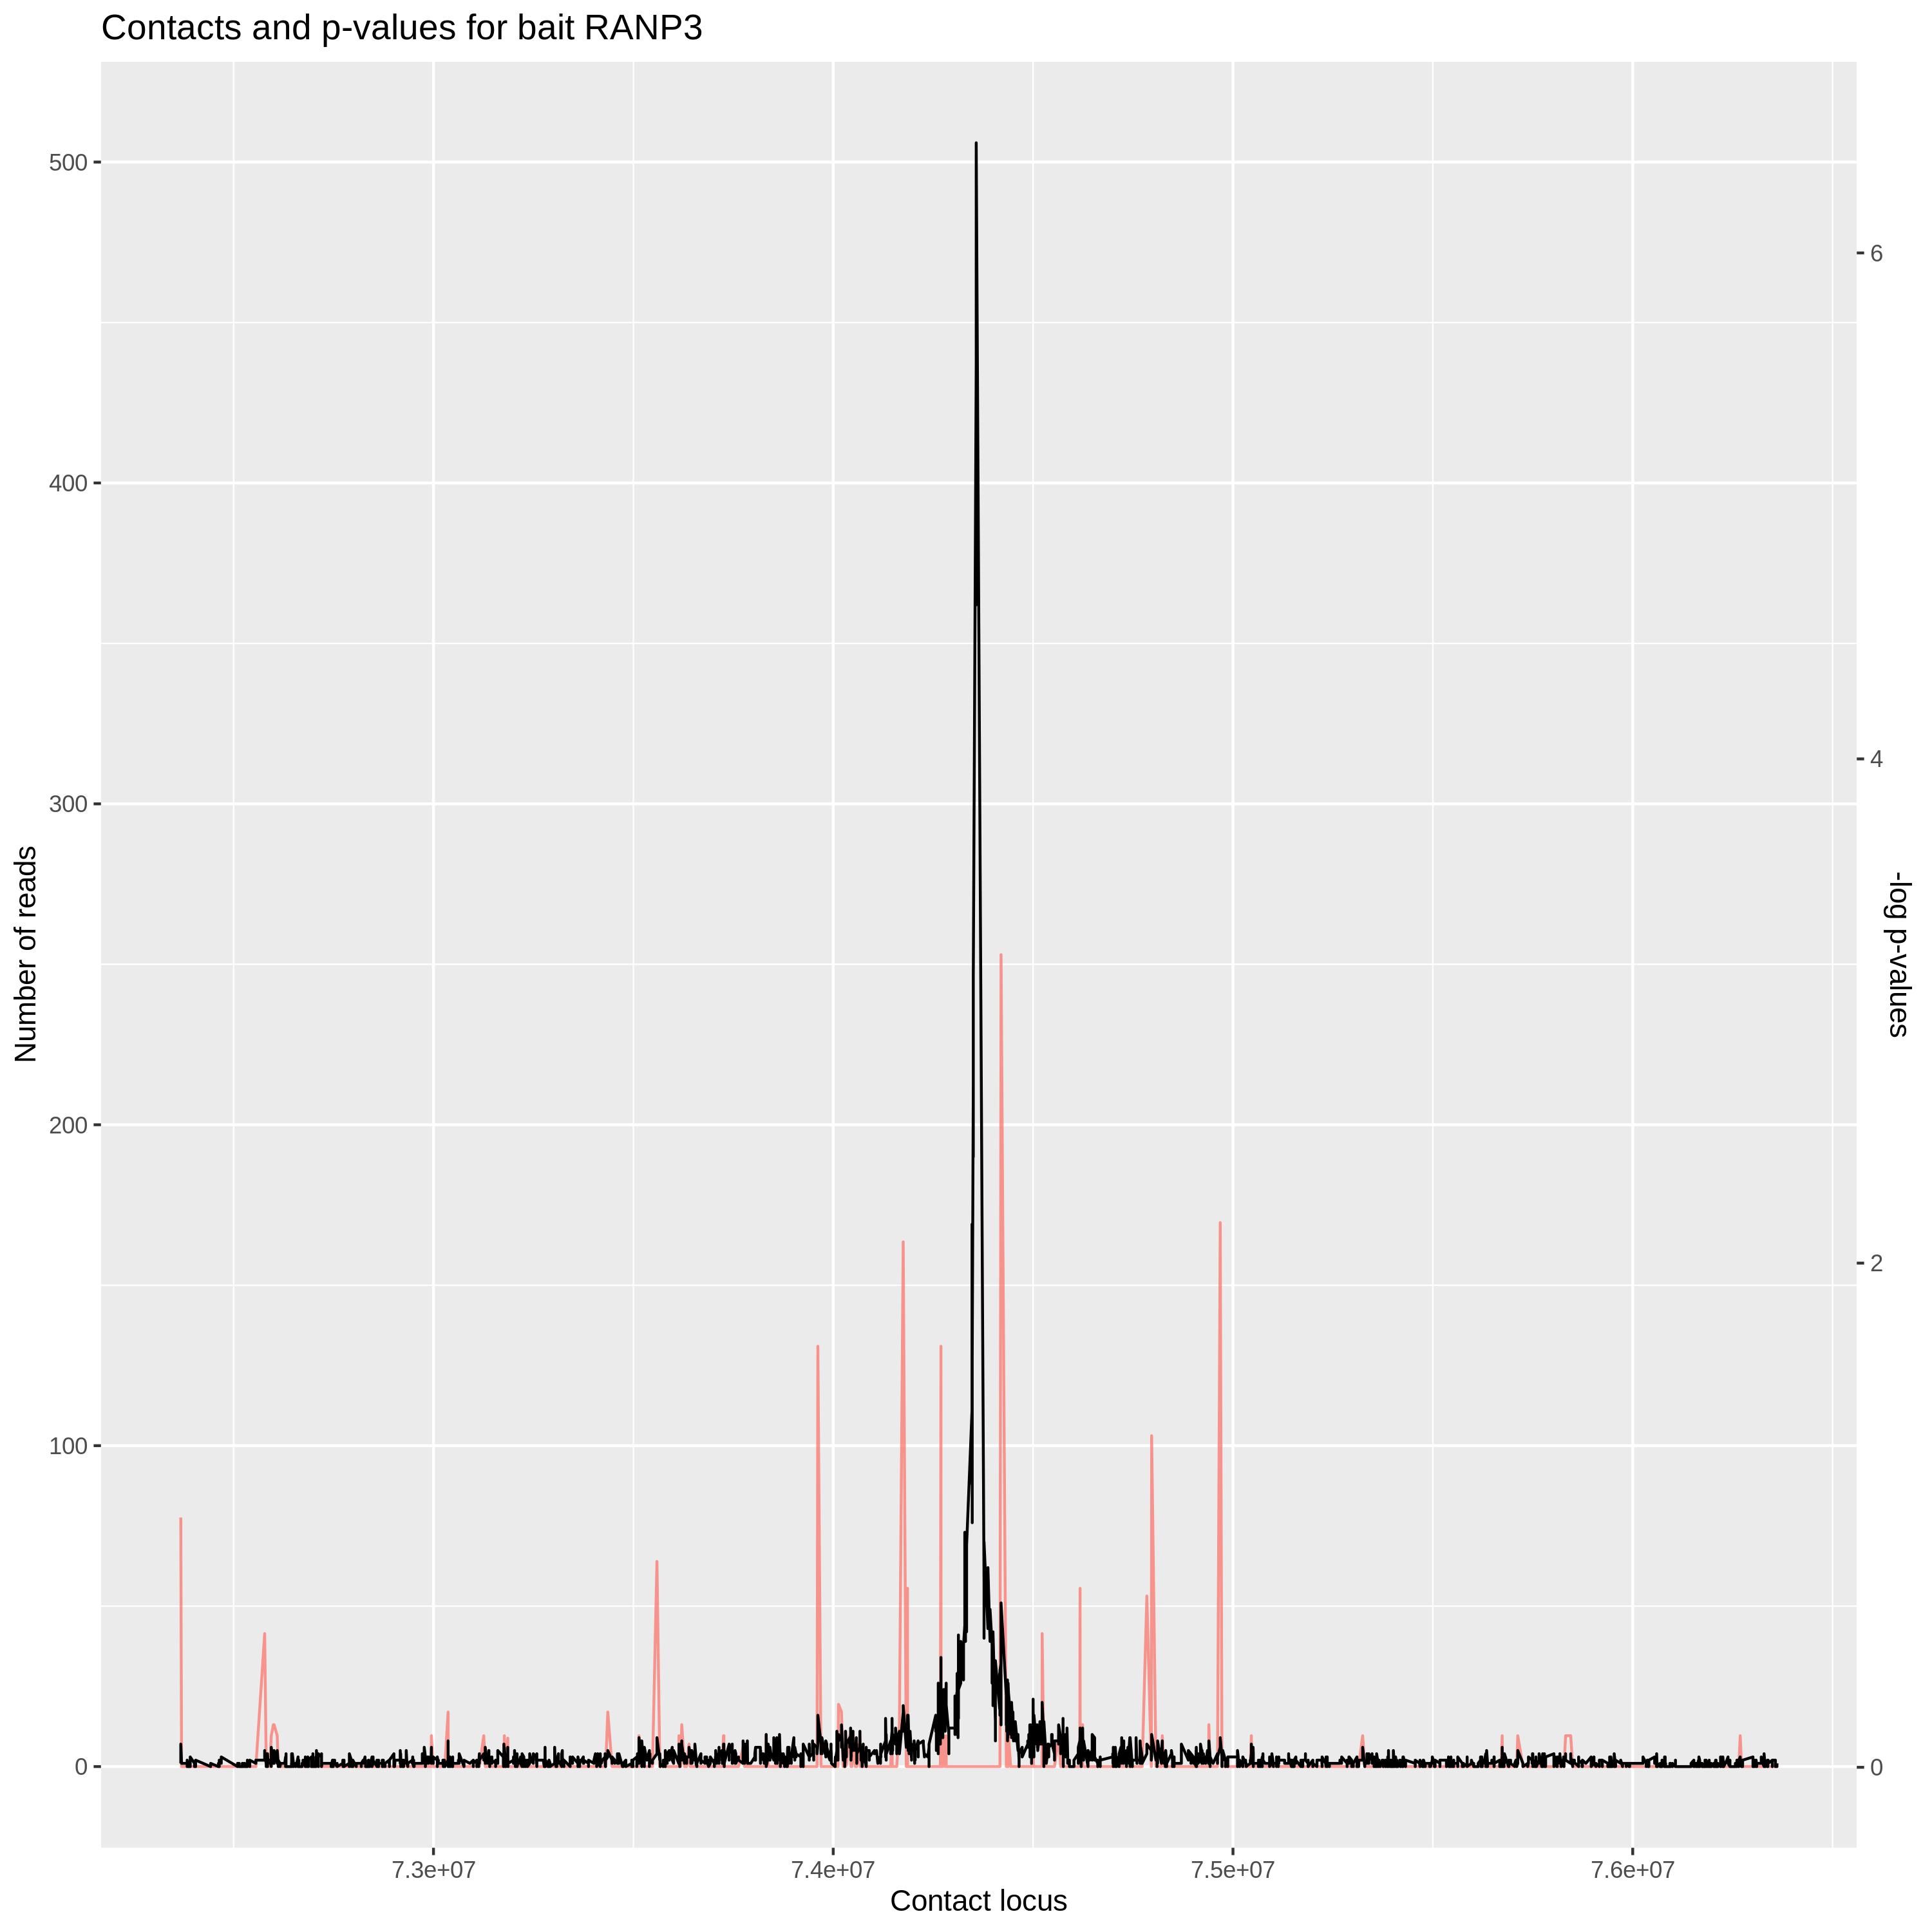 Contacts and p-values for bait RANP3
500
400
300
200
100
0
Number of reads
6
4
2
0
-log p-values
7.3e+07
7.4e+07
7.5e+07
7.6e+07
Contact locus